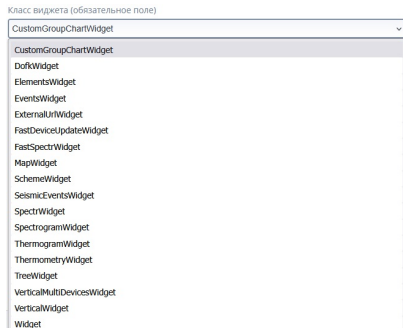 Класс виджета (обязательное поле)
CustomGroupChartWidget
CustomGroupChartWidget
DofkWidget
ElementsWidget
EventsWidget
ExternalUrlWidget
FastDeviceUpdateWidget
FastSpectrWidget
MapWidget
SchemeWidget
SeismicEventsWidget
SpectrWidget
SpectrogramWidget
ThermogramWidget
ThermometryWidget
TreeWidget
VerticalMultiDevicesWidget
VerticalWidget
Widget